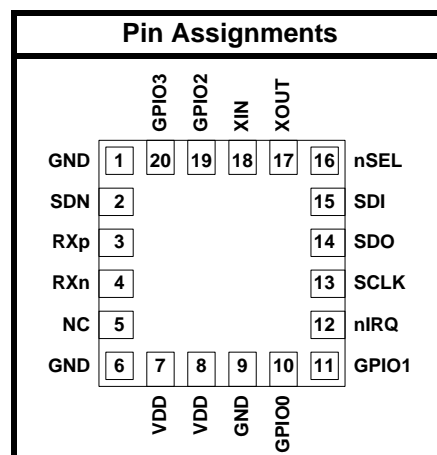 Pin Assignments
GPIO3 GPIO2 XIN XOUT
GND 1 20 19 18 17 16 nSEL
SDN 2 15 SDI
RXp 3 14 SDO
RXn 4 13 SCLK
NC 5 12 nIRQ
GND 6 7 8 9 10 11 GPIO1
VDD VDD GND GPIO0